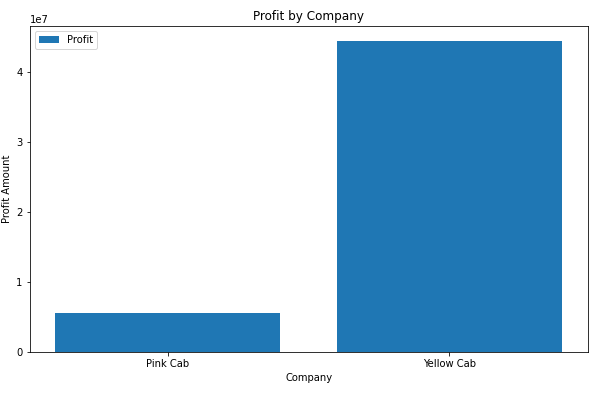 Profit by Company
1e7
Profit
4
3
2
1
0
Profit Amount
Pink Cab
Yellow Cab
Company